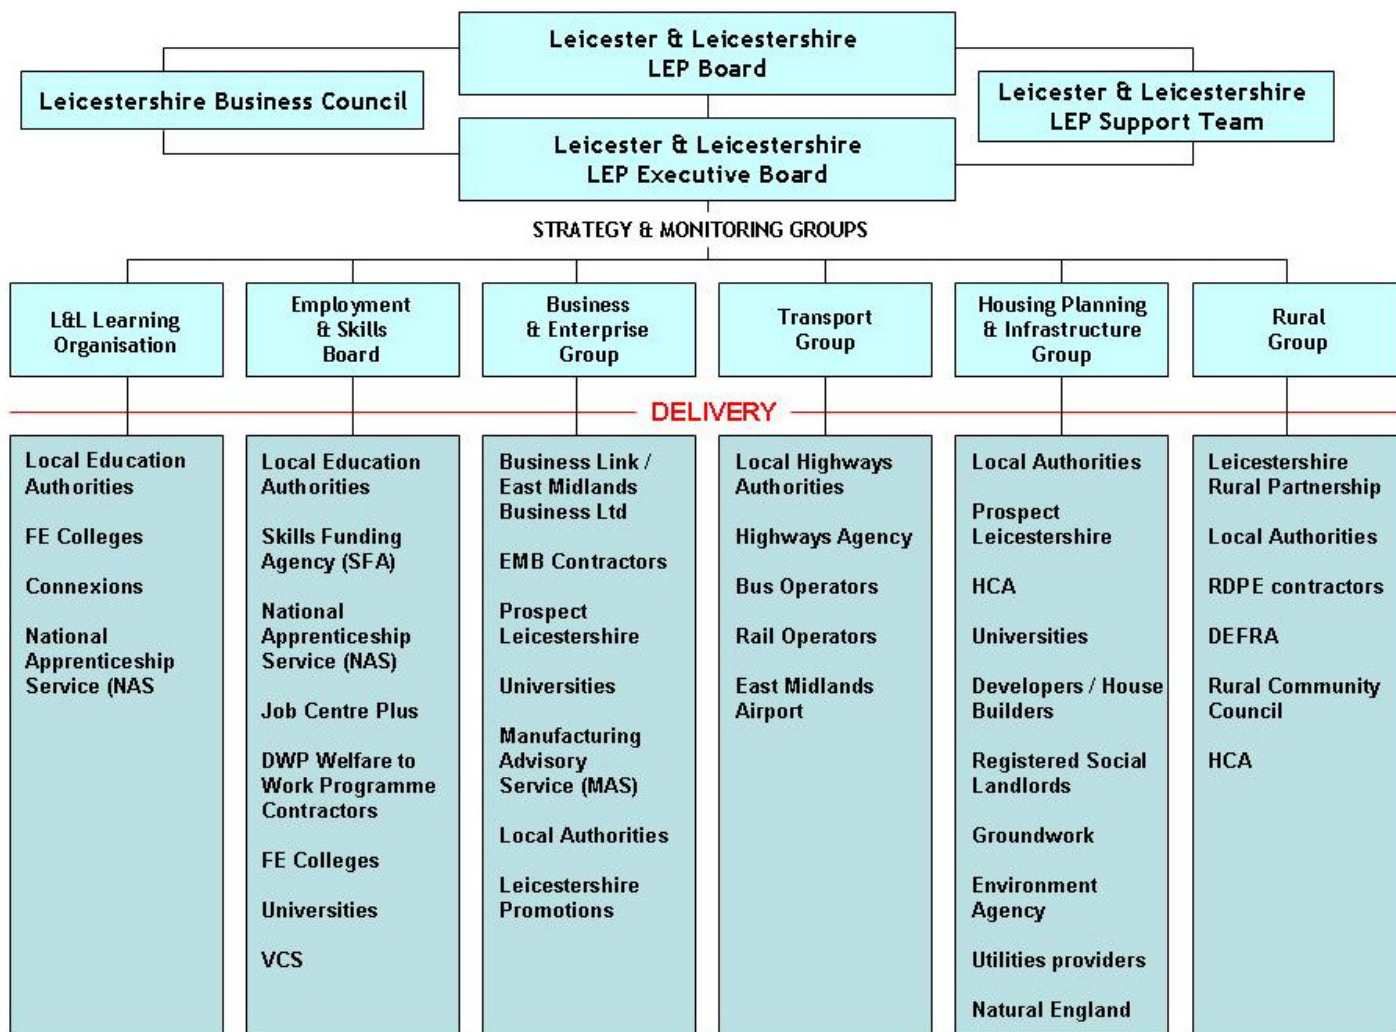 Leicester & Leicestershire
LEP Board
Leicestershire Business Council
Leicester & Leicestershire
LEP Support Team
Leicester & Leicestershire
LEP Executive Board
STRATEGY & MONITORING GROUPS
L&L Learning
Organisation
Employment
& Skills
Board
Business
& Enterprise
Group
Transport
Group
Housing Planning
& Infrastructure
Group
Rural
Group
DELIVERY
Local Education
Authorities
FE Colleges
Connexions
National
Apprenticeship
Service (NAS
Local Education
Authorities
Skills Funding
Agency (SFA)
National
Apprenticeship
Service (NAS)
Job Centre Plus
DWP Welfare to
Work Programme
Contractors
FE Colleges
Universities
VCS
Business Link /
East Midlands
Business Ltd
EMB Contractors
Prospect
Leicestershire
Universities
Manufacturing
Advisory
Service (MAS)
Local Authorities
Leicestershire
Promotions
Local Highways
Authorities
Highways Agency
Bus Operators
Rail Operators
East Midlands
Airport
Local Authorities
Prospect
Leicestershire
HCA
Universities
Developers / House
Builders
Registered Social
Landlords
Groundwork
Environment
Agency
Utilities providers
Natural England
Leicestershire
Rural Partnership
Local Authorities
RDPE contractors
DEFRA
Rural Community
Council
HCA